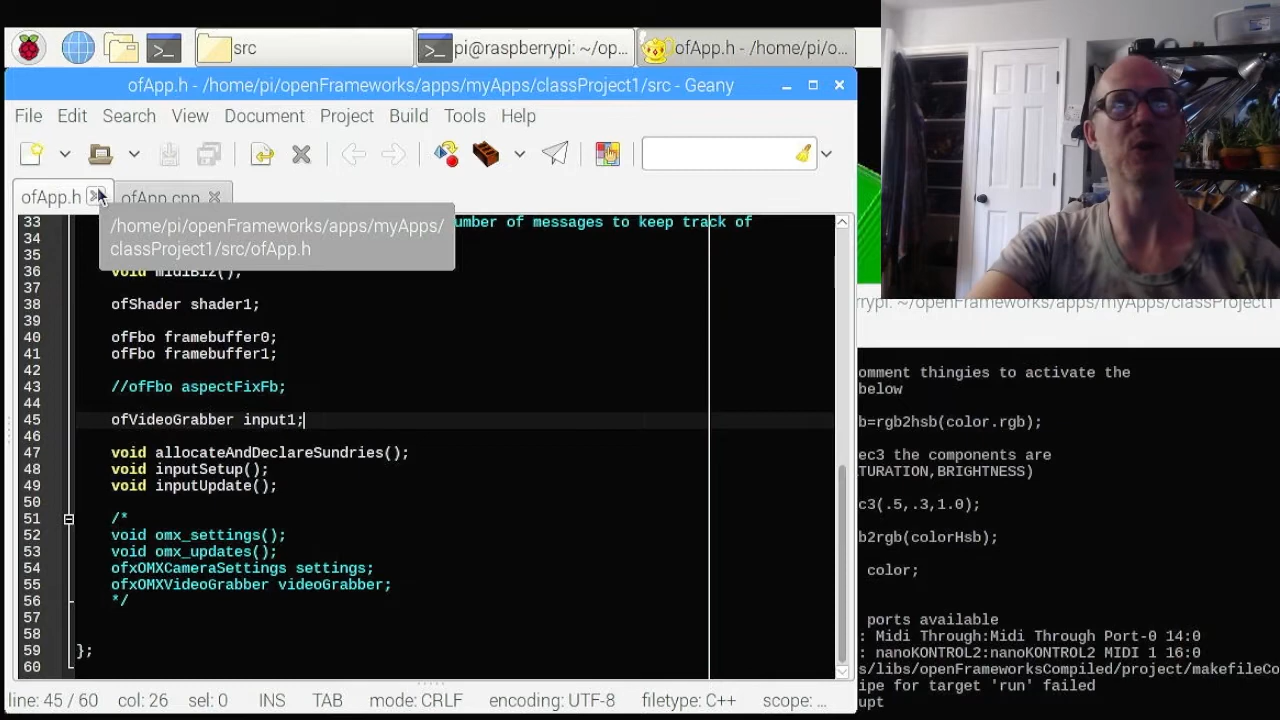 src
pi@raspberrypi: ~/op...
ofApp.h - /home/pi/o...
ofApp.h - /home/pi/openFrameworks/apps/myApps/classProject1/src - Geany
File Edit Search View Document Project Build Tools Help
ofApp.h ofApp.cpp
/home/pi/openFrameworks/apps/myApps/
classProject1/src/ofApp.h
33 umber of messages to keep track of
34
35
36 void midiBiz();
37
38 ofShader shader1;
39
40 ofFbo framebuffer0;
41 ofFbo framebuffer1;
42
43 //ofFbo aspectFixFb;
44
45 ofVideoGrabber input1;
46
47 void allocateAndDeclareSundries();
48 void inputSetup();
49 void inputUpdate();
50
51 /*
52 void omx_settings();
53 void omx_updates();
54 ofxOMXCameraSettings settings;
55 ofxOMXVideoGrabber videoGrabber;
56 */
57
58
59 };
60
line: 45 / 60 col: 26 sel: 0 INS TAB mode: CRLF encoding: UTF-8 filetype: C++ scope: ...
rrypi: ~/openFrameworks/apps/myApps/classProject1
omment thingies to activate the
below
b=rgb2hsb(color.rgb);
ec3 the components are
TURATION,BRIGHTNESS)
c3(.5,.3,1.0);
b2rgb(colorHsb);
color;
ports available
: Midi Through:Midi Through Port-0 14:0
: nanoKONTROL2:nanoKONTROL2 MIDI 1 16:0
s/libs/openFrameworksCompiled/project/makefileCo
ipe for target 'run' failed
upt